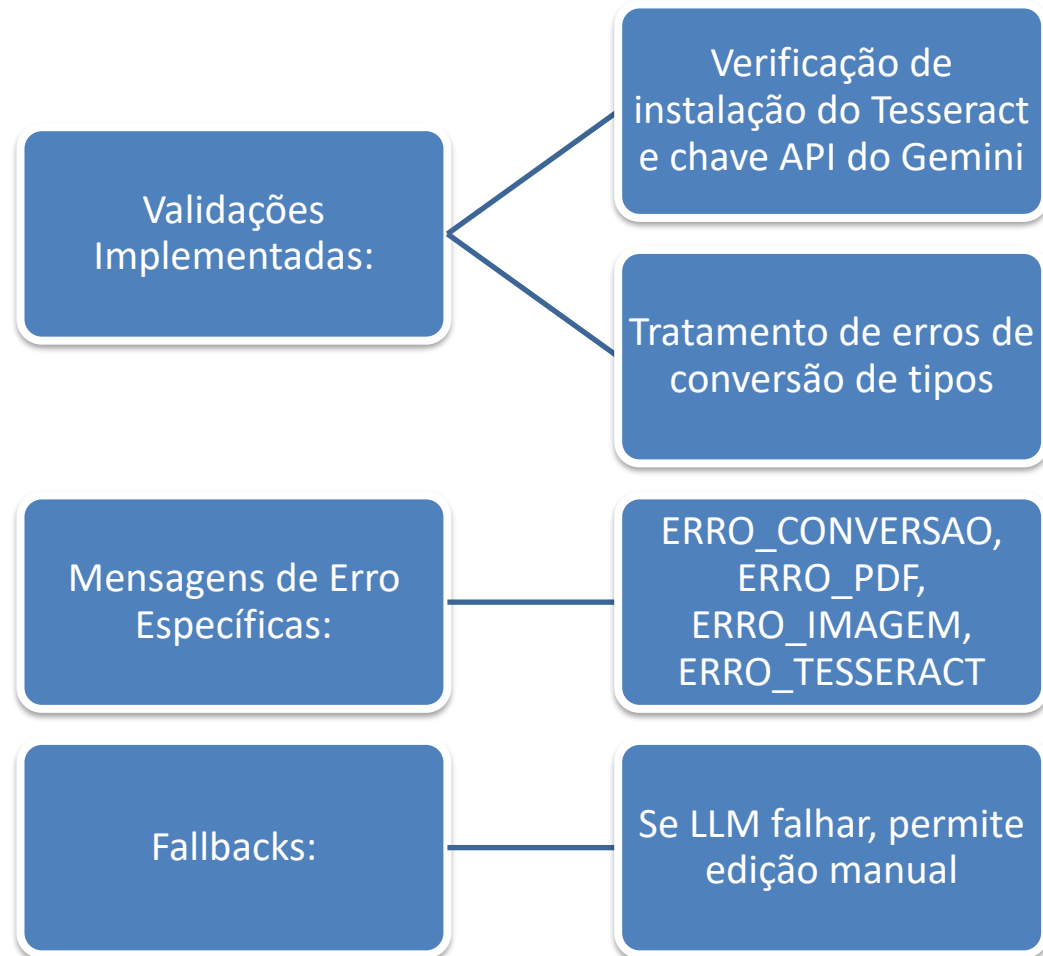 Validações
Implementadas:
Verificação de
instalação do Tesseract
e chave API do Gemini
Tratamento de erros de
conversão de tipos
Mensagens de Erro
Específicas:
ERRO_CONVERSAO,
ERRO_PDF,
ERRO_IMAGEM,
ERRO_TESSERACT
Fallbacks:
Se LLM falhar, permite
edição manual